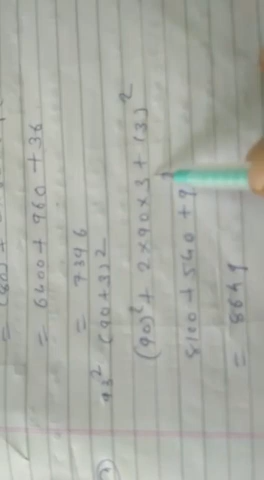 = 6400 + 960 + 36
= 7396
93² (90+3)²
(90)² + 2×90×3 + (3)²
8100 + 540 + 9
= 8649